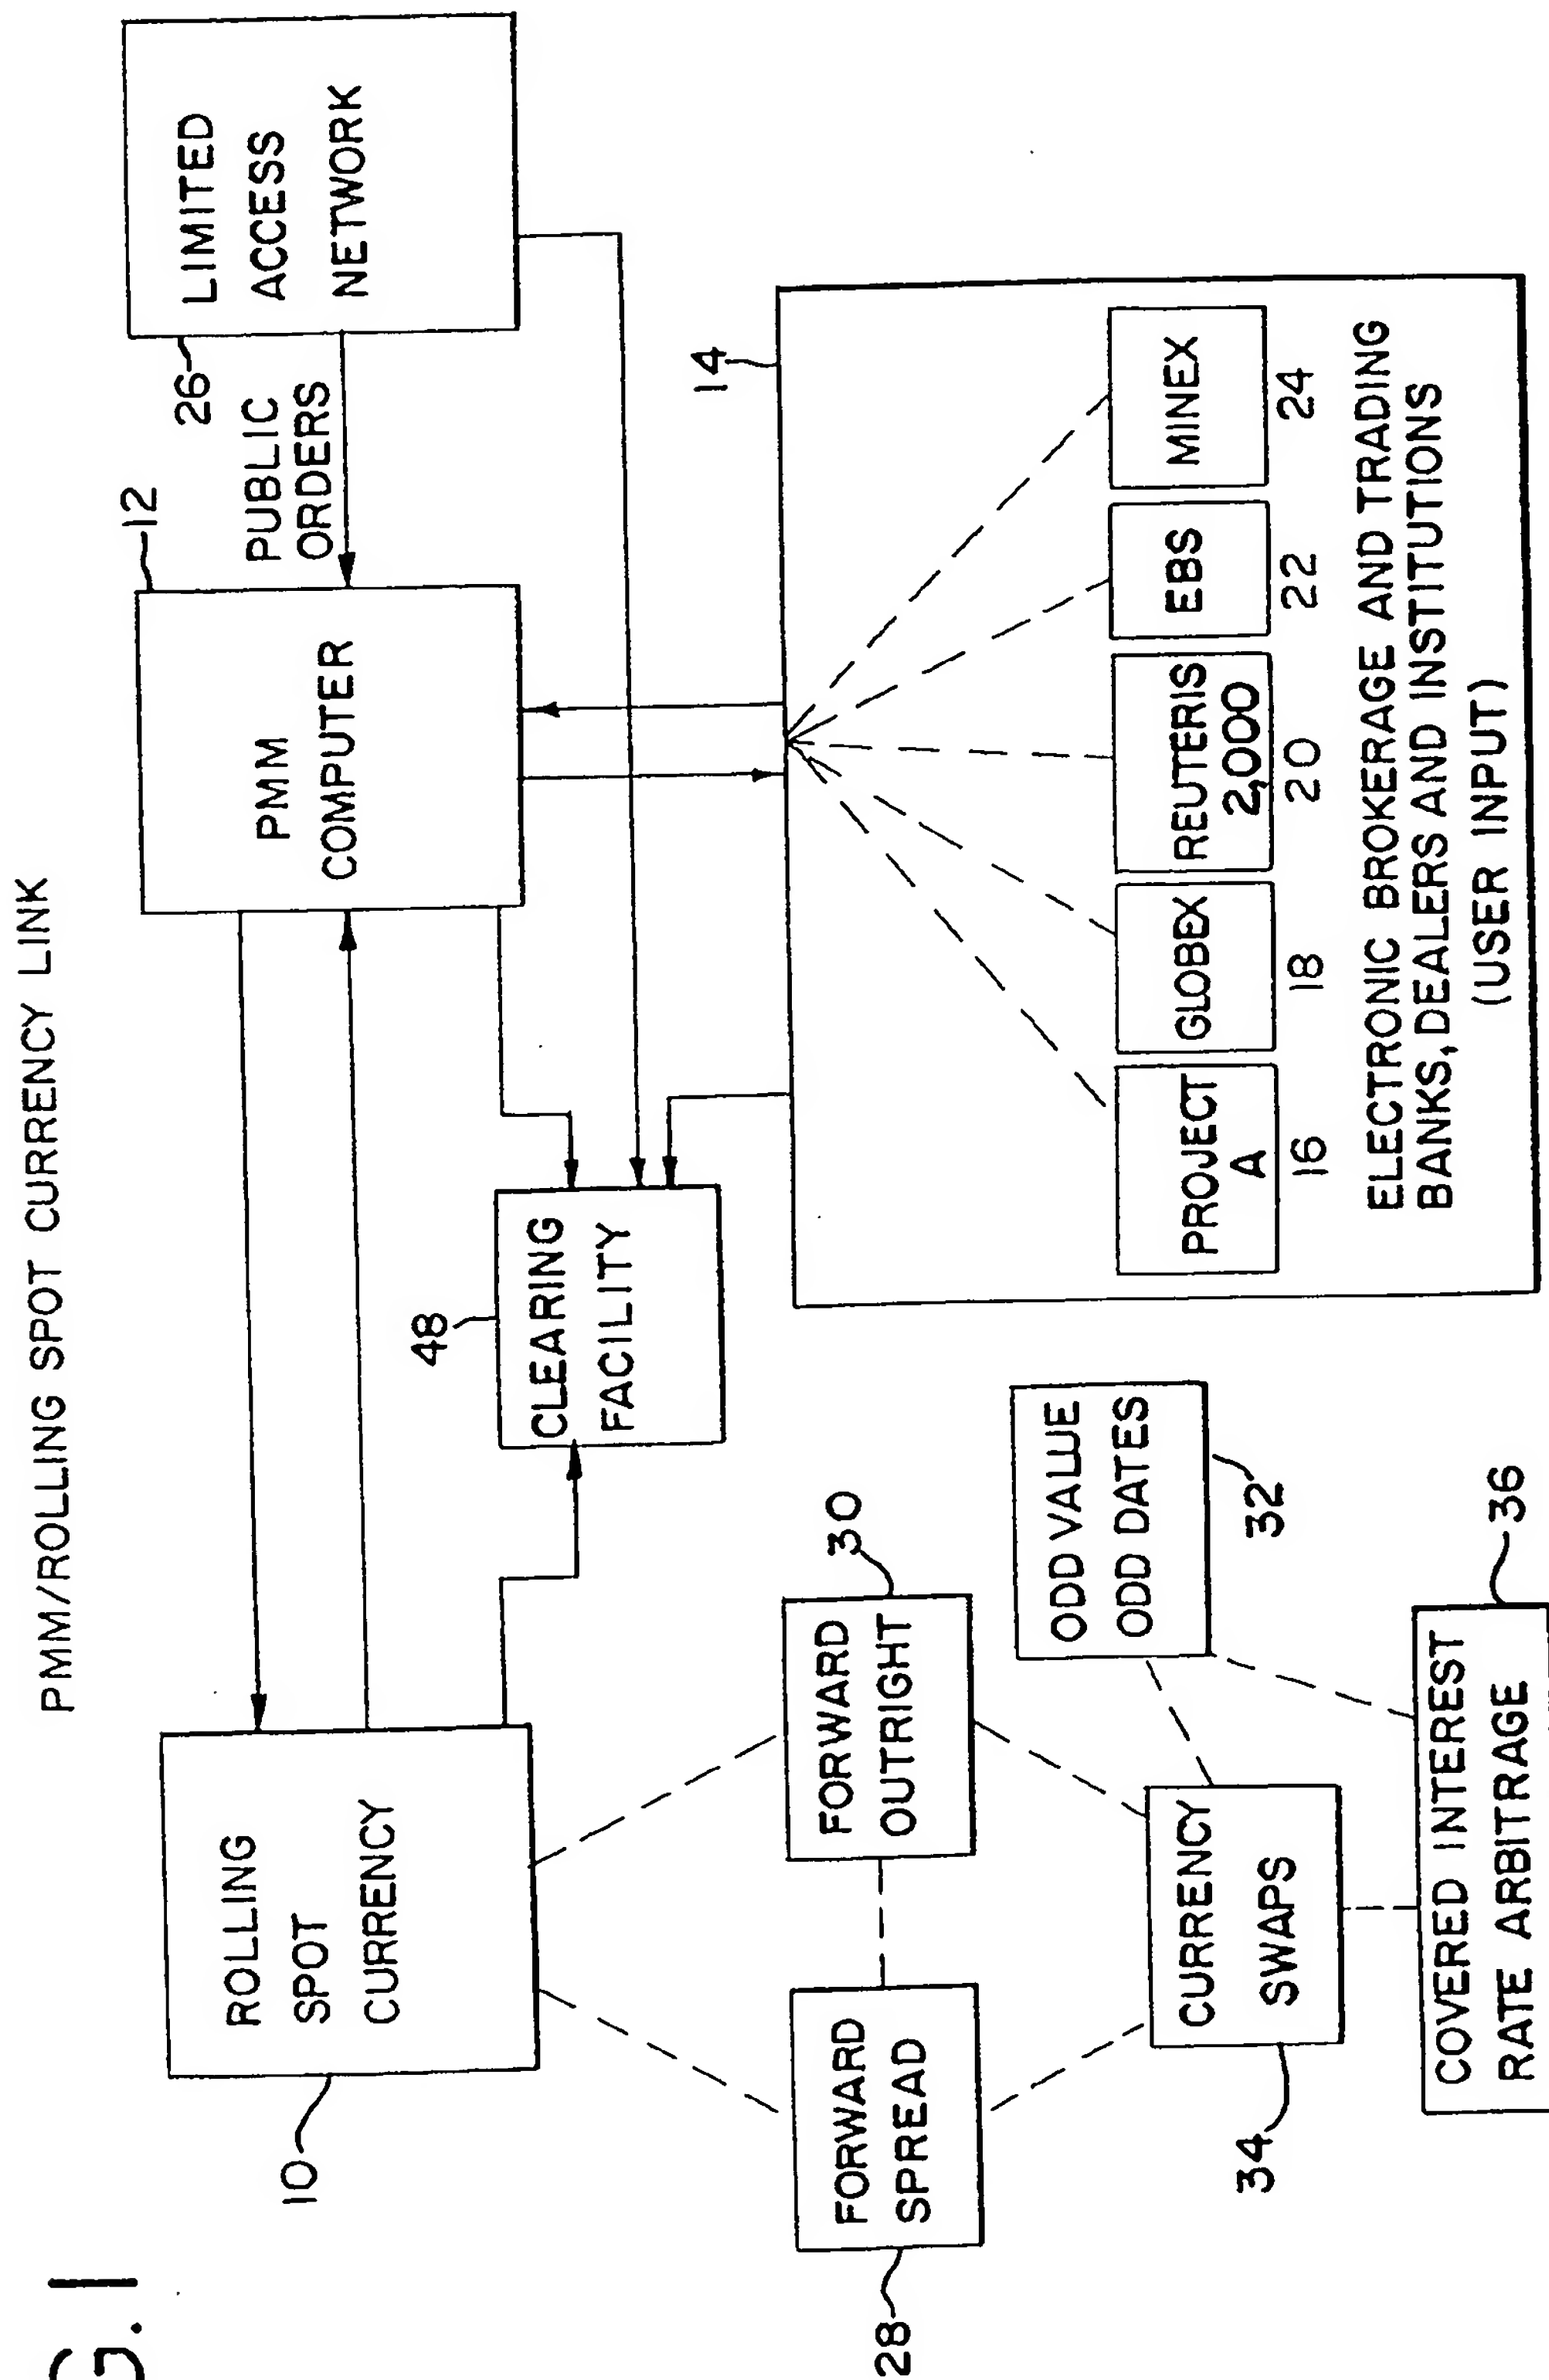 G. 1
PMM/ROLLING SPOT CURRENCY LINK
10
ROLLING
SPOT
CURRENCY
12
PMM
COMPUTER
PUBLIC
ORDERS
26
LIMITED
ACCESS
NETWORK
48
CLEARING
FACILITY
14
PROJECT
A
16
GLOBEX
18
REUTERIS
2,000
20
EBS
22
MINEX
24
ELECTRONIC BROKERAGE AND TRADING
BANKS, DEALERS AND INSTITUTIONS
(USER INPUT)
28
FORWARD
SPREAD
30
FORWARD
OUTRIGHT
ODD VALUE
ODD DATES
32
34
CURRENCY
SWAPS
36
COVERED INTEREST
RATE ARBITRAGE